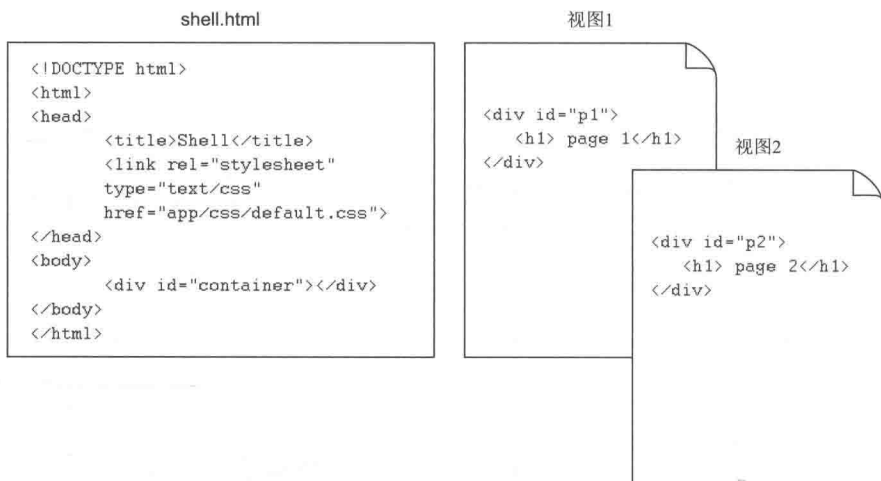 shell.html
<!DOCTYPE html>
<html>
<head>
<title>Shell</title>
<link rel="stylesheet"
type="text/css"
href="app/css/default.css">
</head>
<body>
<div id="container"></div>
</body>
</html>
视图1
<div id="p1">
<h1> page 1</h1>
</div>
视图2
<div id="p2">
<h1> page 2</h1>
</div>